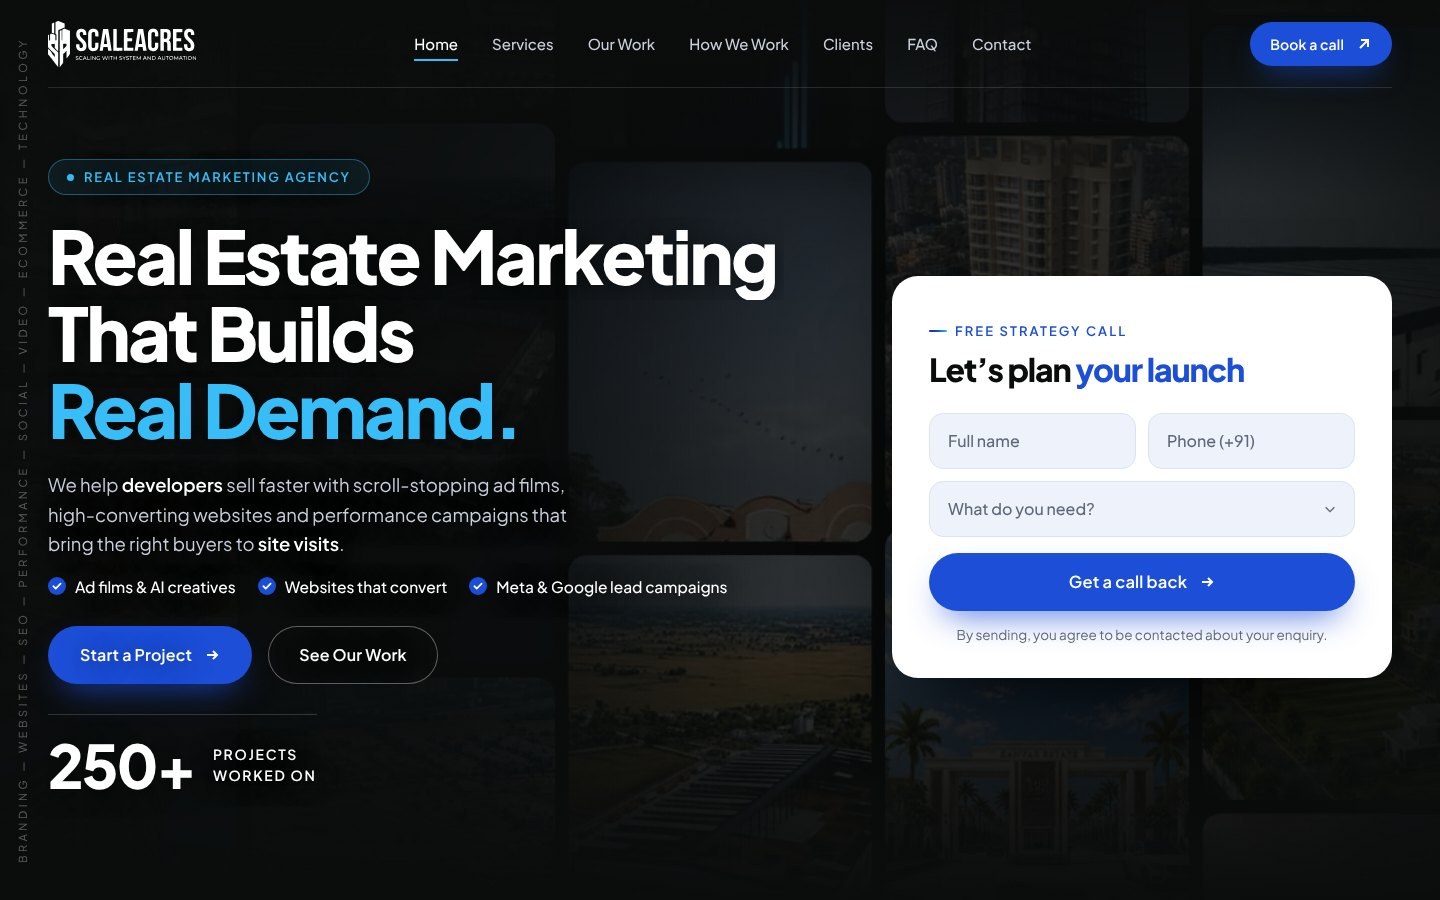 SCALEACRES
SCALING WITH SYSTEM AND AUTOMATION
Home
Services
Our Work
How We Work
Clients
FAQ
Contact
Book a call
BRANDING — WEBSITES — SEO — PERFORMANCE — SOCIAL — VIDEO — ECOMMERCE — TECHNOLOGY
REAL ESTATE MARKETING AGENCY
Real Estate Marketing
That Builds
Real Demand.
We help developers sell faster with scroll-stopping ad films,
high-converting websites and performance campaigns that
bring the right buyers to site visits.
Ad films & AI creatives
Websites that convert
Meta & Google lead campaigns
Start a Project
See Our Work
250+
PROJECTS
WORKED ON
FREE STRATEGY CALL
Let’s plan your launch
Full name
Phone (+91)
What do you need?
Get a call back
By sending, you agree to be contacted about your enquiry.